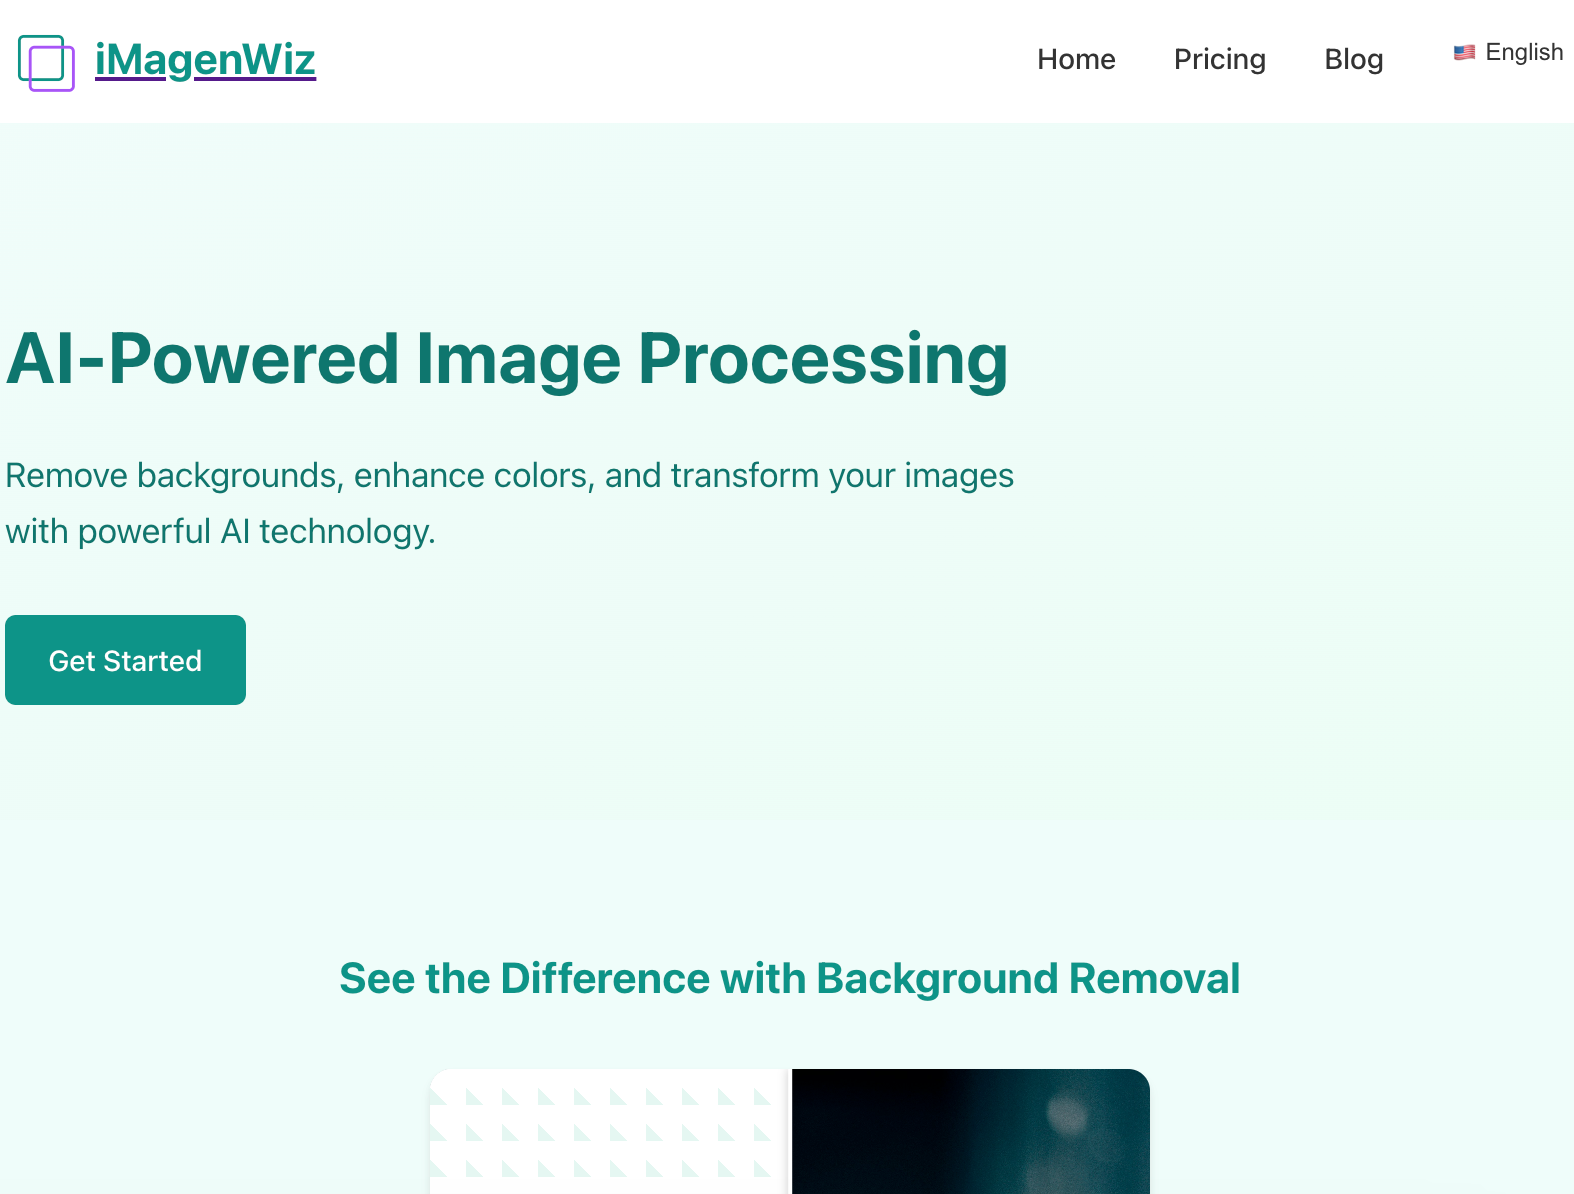 iMagenWiz
Home
Pricing
Blog
🇺🇸 English
AI-Powered Image Processing
Remove backgrounds, enhance colors, and transform your images
with powerful AI technology.
Get Started
See the Difference with Background Removal